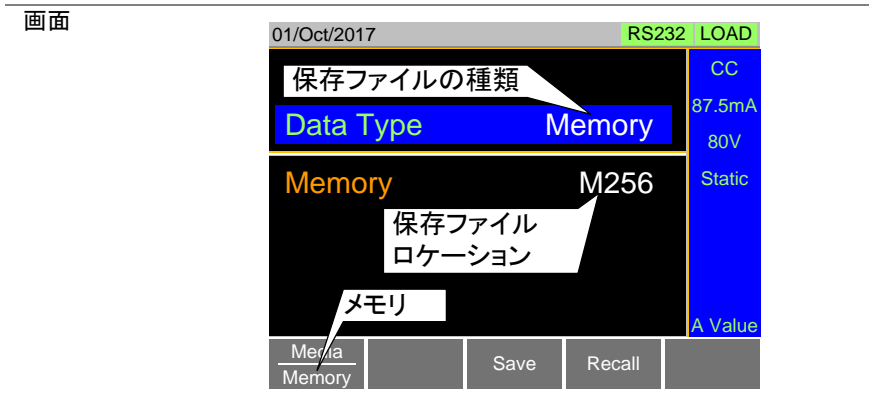 画面
01/Oct/2017 RS232 LOAD
保存ファイルの種類
Data Type Memory
Memory M256
保存ファイル
ロケーション
メモリ
CC
87.5mA
80V
Static
A Value
Media
Memory
Save
Recall